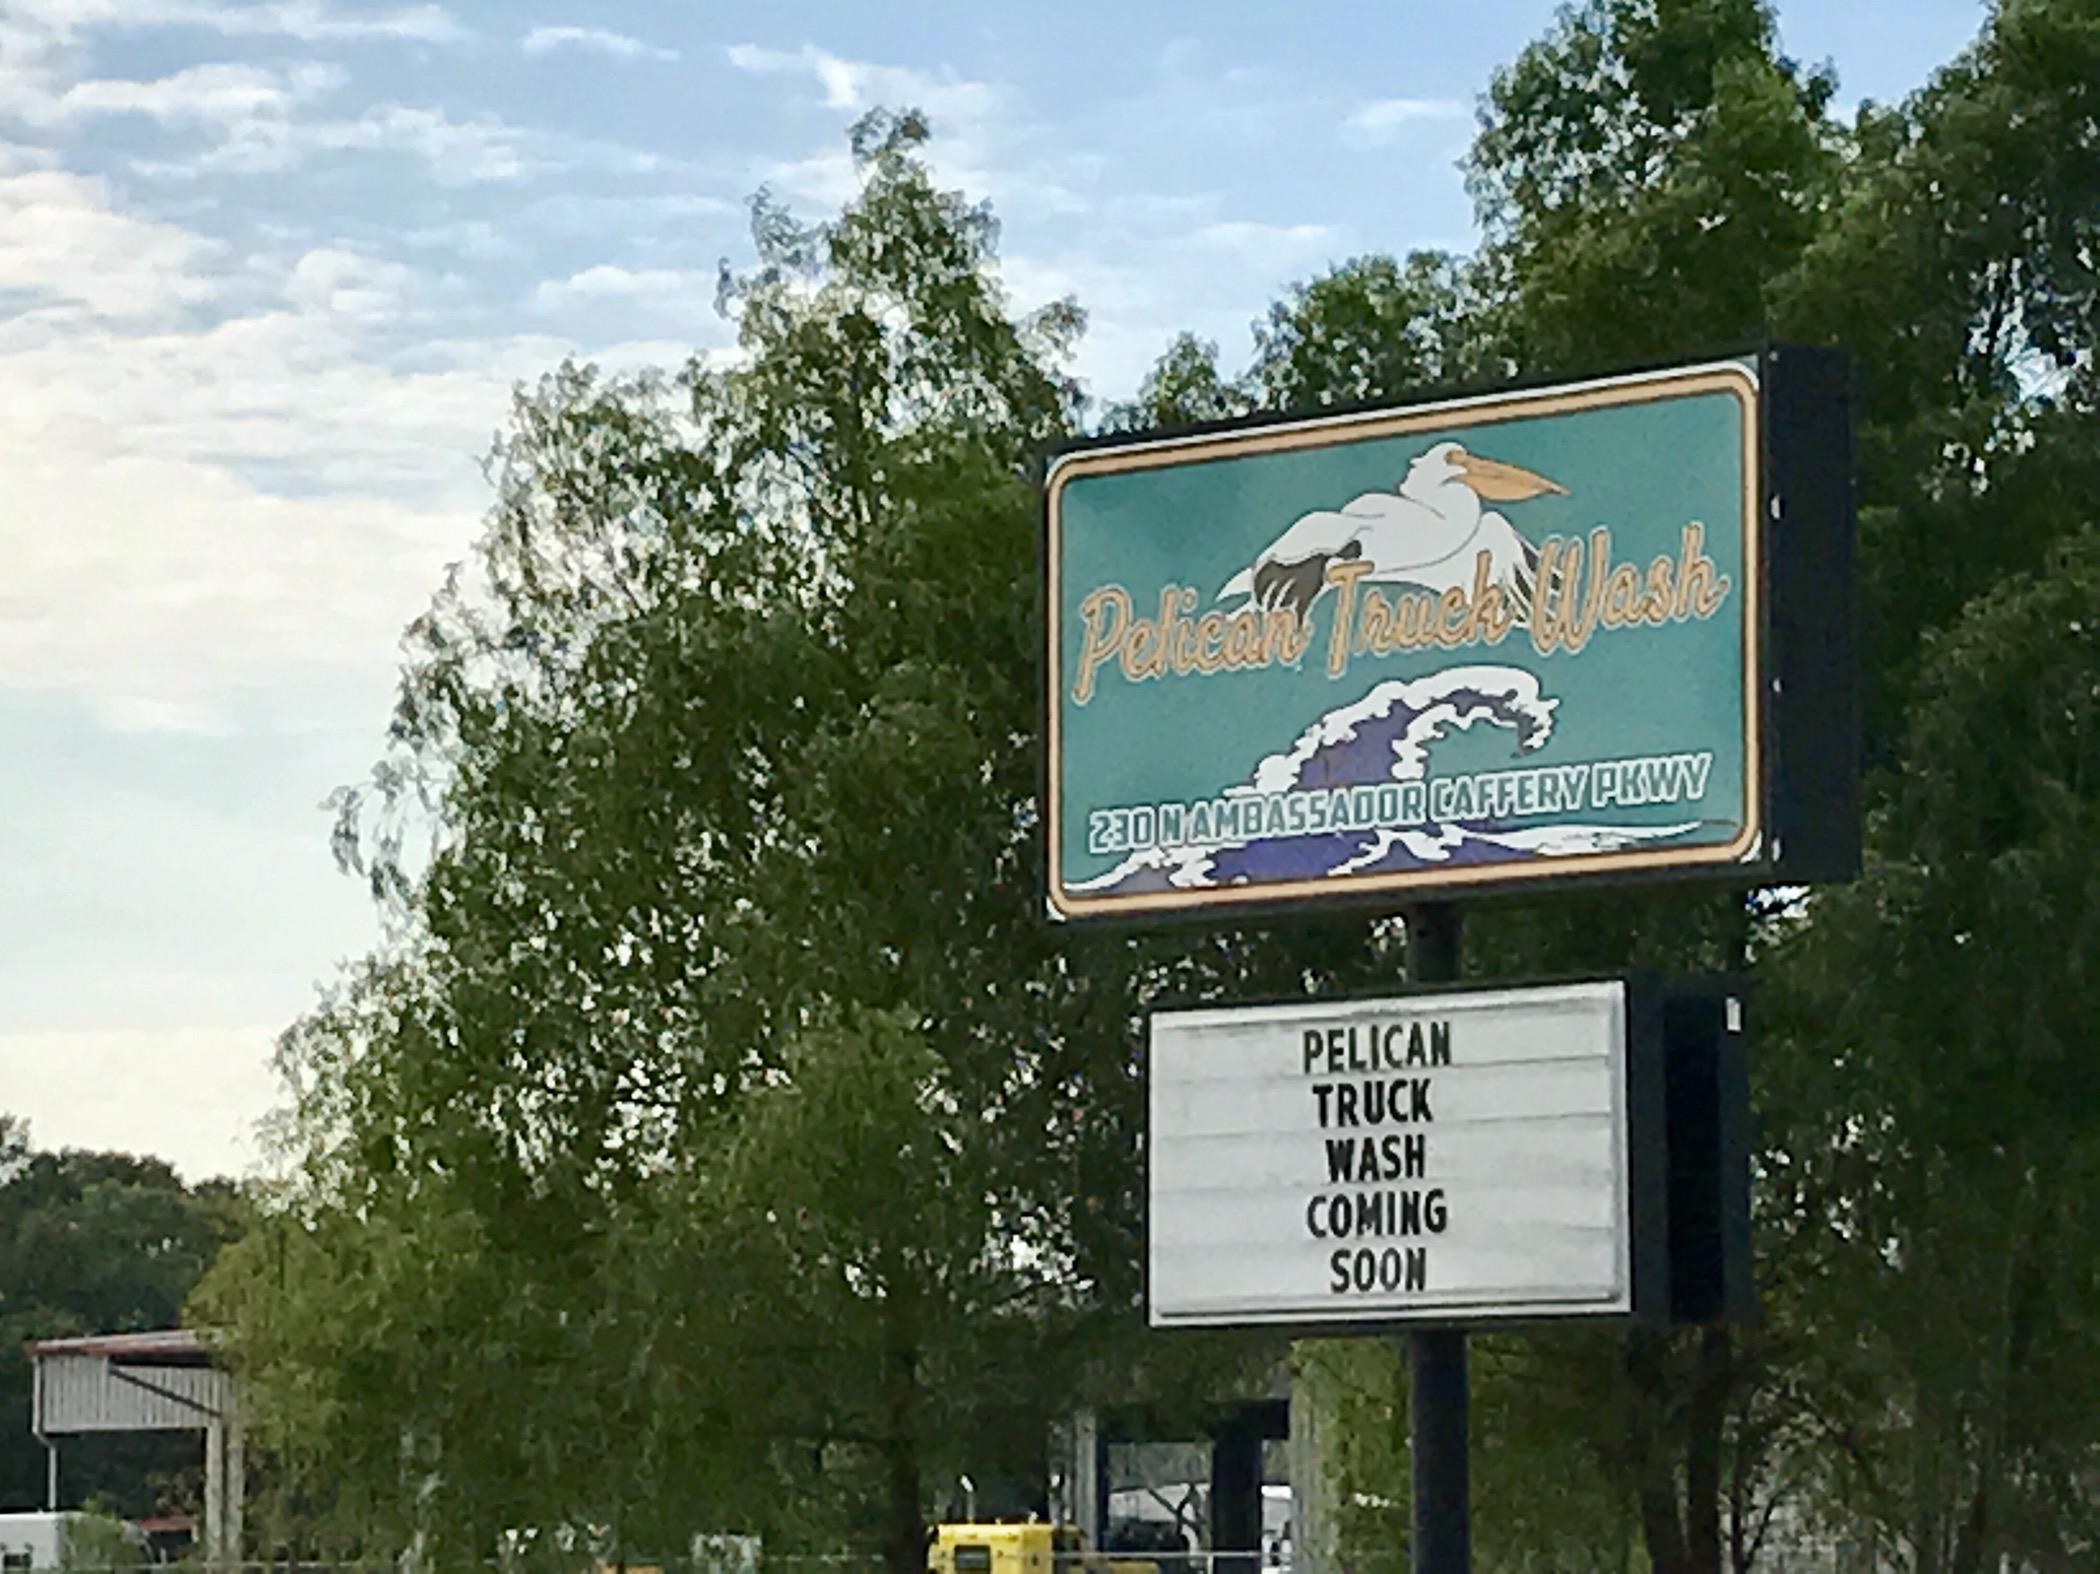 Pelican Truck Wash
230 N AMBASSADOR CAFFERY PKWY
PELICAN
TRUCK
WASH
COMING
SOON